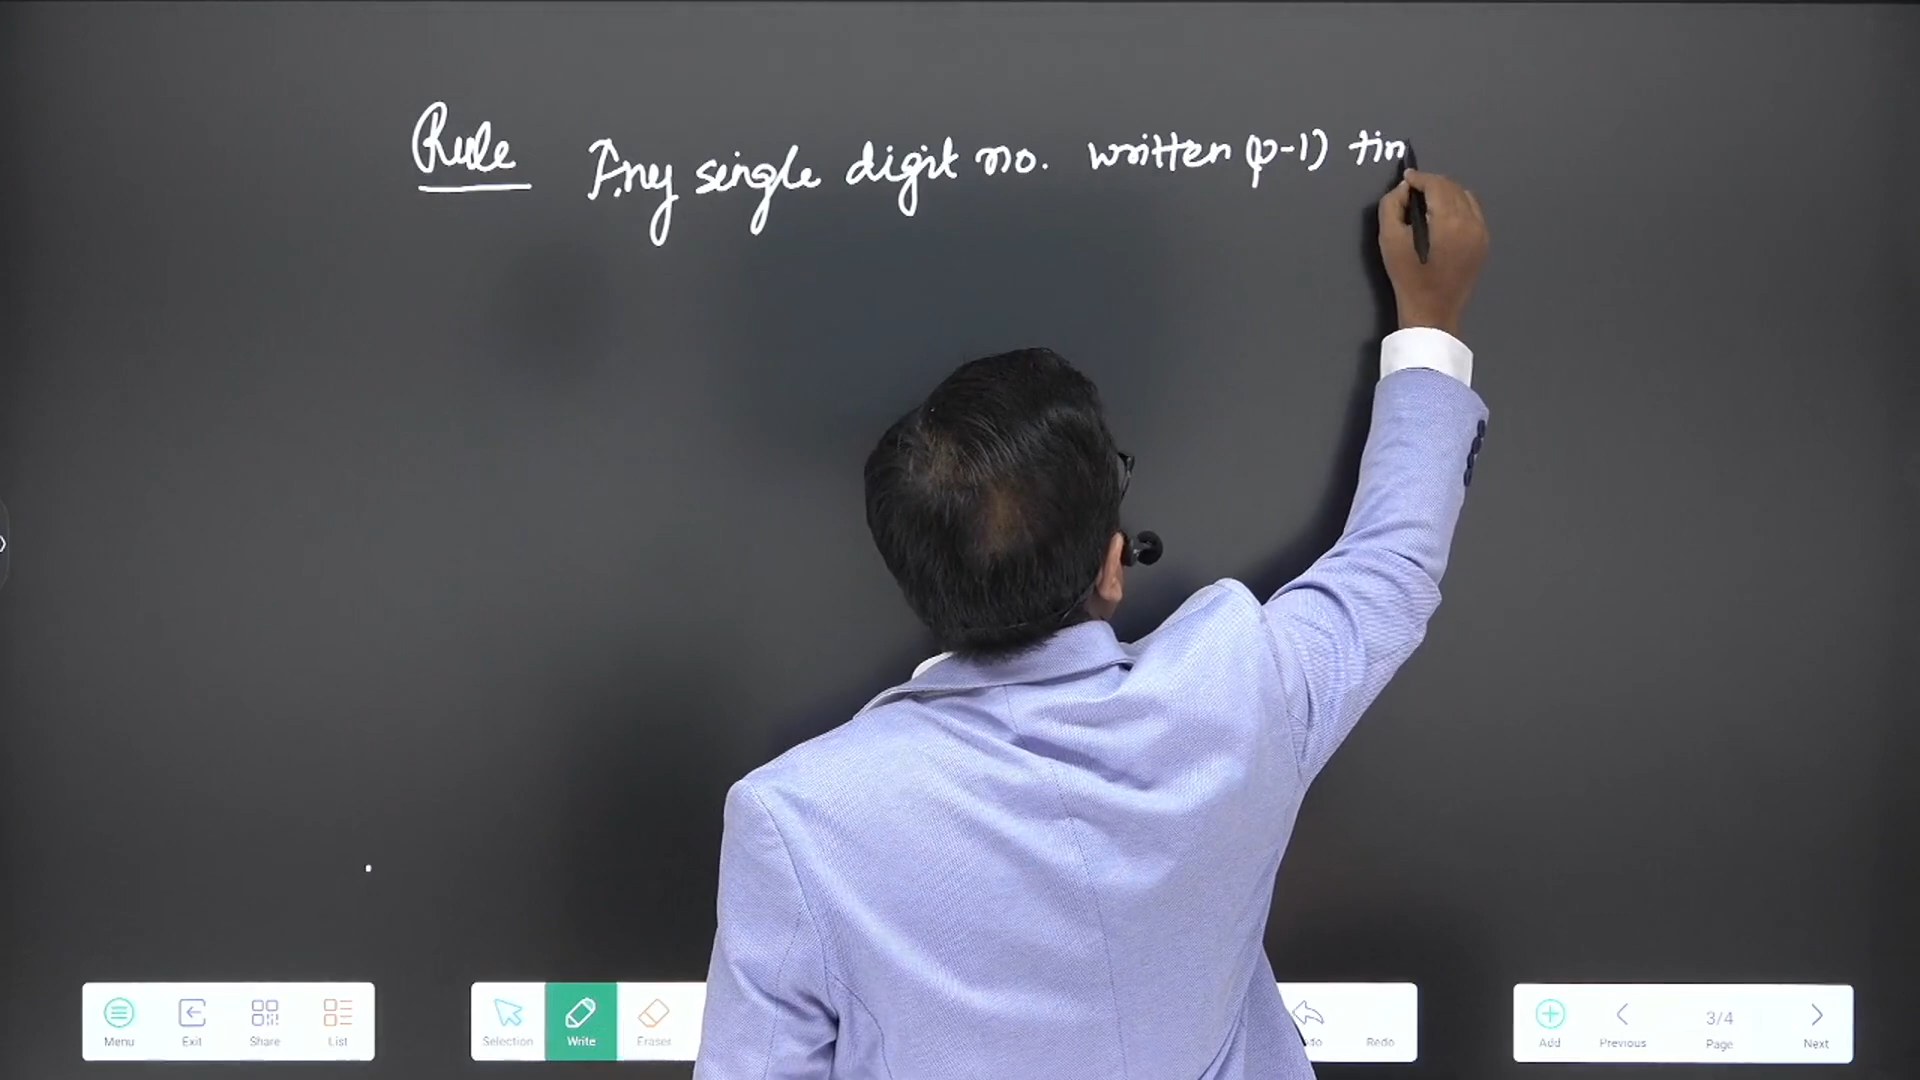 Rule Any single digit no. written (p-1) tim
Menu Exit Share List Selection Write Eraser do Redo Add Previous 3/4 Page Next